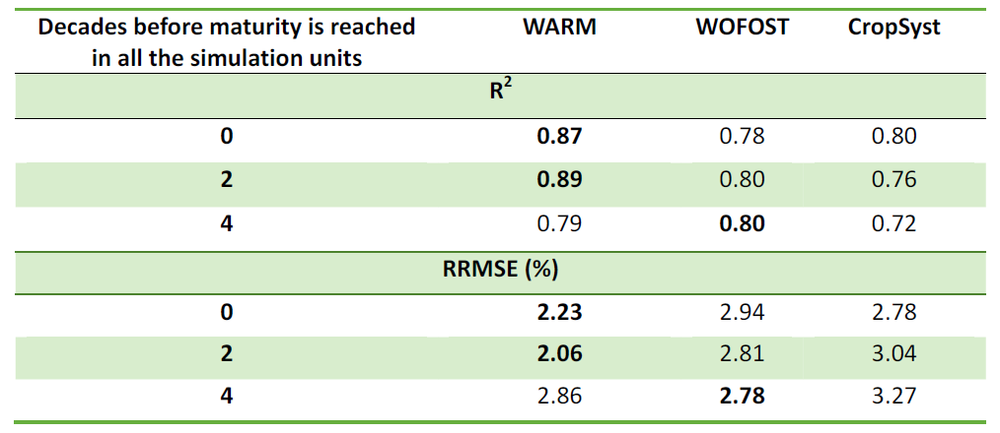 Decades before maturity is reached WARM WOFOST CropSyst
in all the simulation units
R²
0 0.87 0.78 0.80
2 0.89 0.80 0.76
4 0.79 0.80 0.72
RRMSE (%)
0 2.23 2.94 2.78
2 2.06 2.81 3.04
4 2.86 2.78 3.27